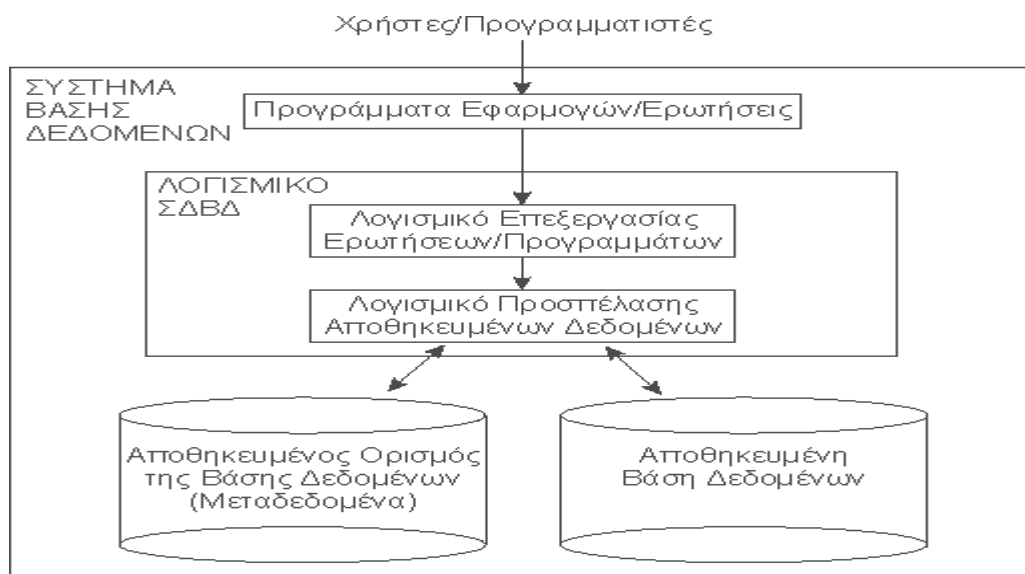 Χρήστες/Προγραμματιστές
ΣΥΣΤΗΜΑ
ΒΑΣΗΣ
ΔΕΔΟΜΕΝΩΝ
Προγράμματα Εφαρμογών/Ερωτήσεις
ΛΟΓΙΣΜΙΚΟ
ΣΔΒΔ
Λογισμικό Επεξεργασίας
Ερωτήσεων/Προγραμμάτων
Λογισμικό Προσπέλασης
Αποθηκευμένων Δεδομένων
Αποθηκευμένος Ορισμός
της Βάσης Δεδομένων
(Μεταδεδομένα)
Αποθηκευμένη
Βάση Δεδομένων